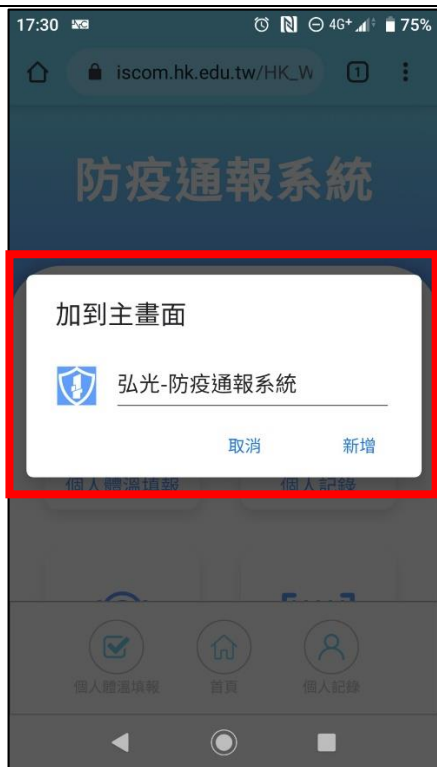 17:30 4G+ 75%
iscom.hk.edu.tw/HK_W 1
防疫通報系統
加到主畫面
弘光-防疫通報系統
取消 新增
個人體溫填報 個人記錄
個人體溫填報 首頁 個人記錄